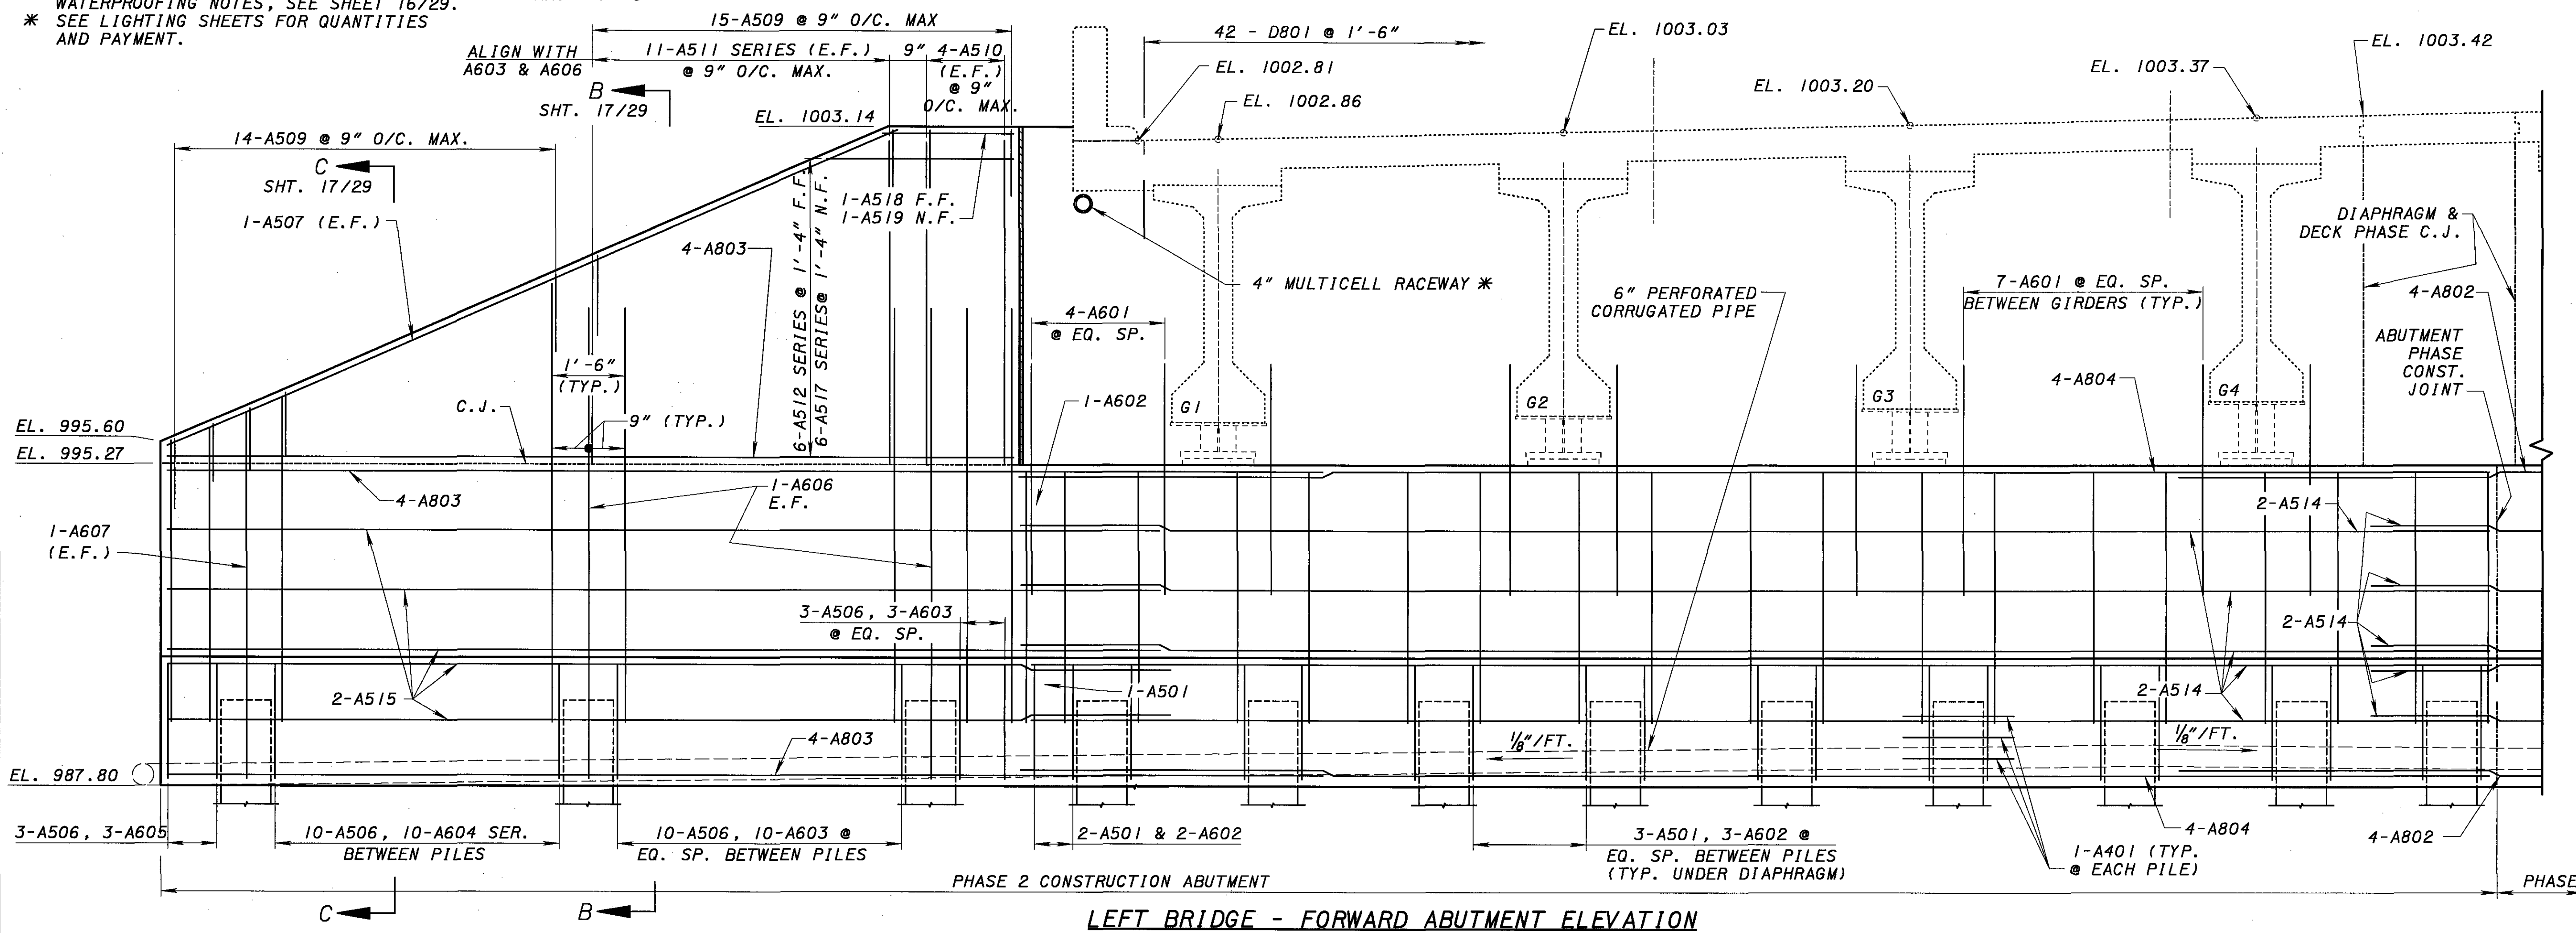 WATERPROOFING NOTES, SEE SHEET 16/29.
* SEE LIGHTING SHEETS FOR QUANTITIES
AND PAYMENT.
15-A509 @ 9" O/C. MAX
ALIGN WITH
A603 & A606
11-A511 SERIES (E.F.)
@ 9" O/C. MAX.
9"
4-A510
(E.F.)
@ 9"
O/C. MAX.
B
SHT. 17/29
EL. 1003.14
14-A509 @ 9" O/C. MAX.
C
SHT. 17/29
1-A507 (E.F.)
42 - D801 @ 1'-6"
EL. 1002.81
EL. 1002.86
EL. 1003.03
EL. 1003.20
EL. 1003.37
EL. 1003.42
1-A518 F.F.
1-A519 N.F.
4-A803
6-A512 SERIES @ 1'-4" F.F.
6-A517 SERIES@ 1'-4" N.F.
4" MULTICELL RACEWAY *
4-A601
@ EQ. SP.
6" PERFORATED
CORRUGATED PIPE
7-A601 @ EQ. SP.
BETWEEN GIRDERS (TYP.)
DIAPHRAGM &
DECK PHASE C.J.
4-A802
ABUTMENT
PHASE
CONST.
JOINT
1'-6"
(TYP.)
C.J.
9" (TYP.)
1-A602
G1
G2
G3
G4
4-A804
EL. 995.60
EL. 995.27
4-A803
1-A606
E.F.
1-A607
(E.F.)
2-A514
2-A514
3-A506, 3-A603
@ EQ. SP.
2-A515
1-A501
2-A514
4-A803
1/8"/FT.
1/8"/FT.
EL. 987.80
3-A506, 3-A605
10-A506, 10-A604 SER.
BETWEEN PILES
10-A506, 10-A603 @
EQ. SP. BETWEEN PILES
2-A501 & 2-A602
3-A501, 3-A602 @
EQ. SP. BETWEEN PILES
(TYP. UNDER DIAPHRAGM)
1-A401 (TYP.
@ EACH PILE)
4-A804
4-A802
PHASE 2 CONSTRUCTION ABUTMENT
PHASE
C
B
LEFT BRIDGE - FORWARD ABUTMENT ELEVATION